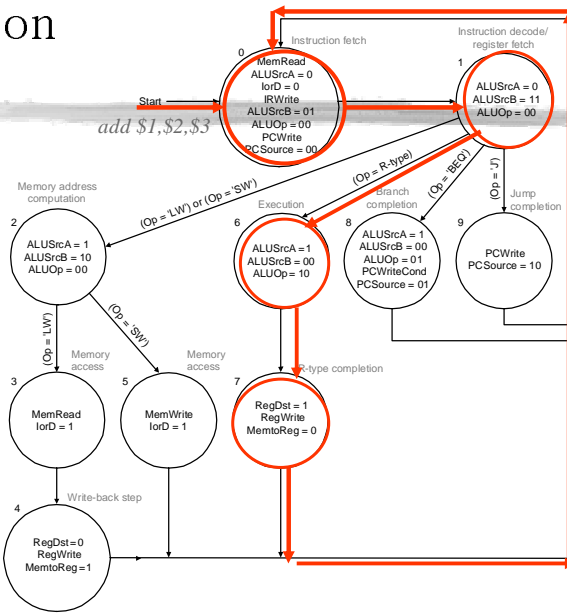 on
Instruction fetch
0
MemRead
ALUSrcA = 0
IorD = 0
IRWrite
ALUSrcB = 01
ALUOp = 00
PCWrite
PCSource = 00
Start
add $1,$2,$3
Instruction decode/
register fetch
1
ALUSrcA = 0
ALUSrcB = 11
ALUOp = 00
(Op = 'LW') or (Op = 'SW')
(Op = R-type)
(Op = 'BEQ')
(Op = 'J')
Memory address
computation
2
ALUSrcA = 1
ALUSrcB = 10
ALUOp = 00
Execution
6
ALUSrcA =1
ALUSrcB = 00
ALUOp= 10
Branch
completion
8
ALUSrcA = 1
ALUSrcB = 00
ALUOp = 01
PCWriteCond
PCSource = 01
Jump
completion
9
PCWrite
PCSource = 10
(Op = 'LW')
(Op = 'SW')
Memory
access
3
MemRead
IorD = 1
Memory
access
5
MemWrite
IorD = 1
R-type completion
7
RegDst = 1
RegWrite
MemtoReg = 0
Write-back step
4
RegDst=0
RegWrite
MemtoReg=1